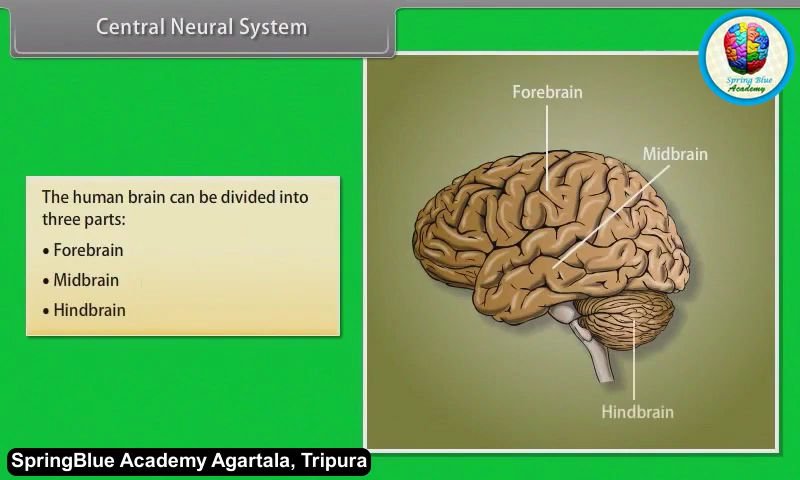 Central Neural System
Spring Blue
Academy
Forebrain
Midbrain
The human brain can be divided into
three parts:
• Forebrain
• Midbrain
• Hindbrain
Hindbrain
SpringBlue Academy Agartala, Tripura